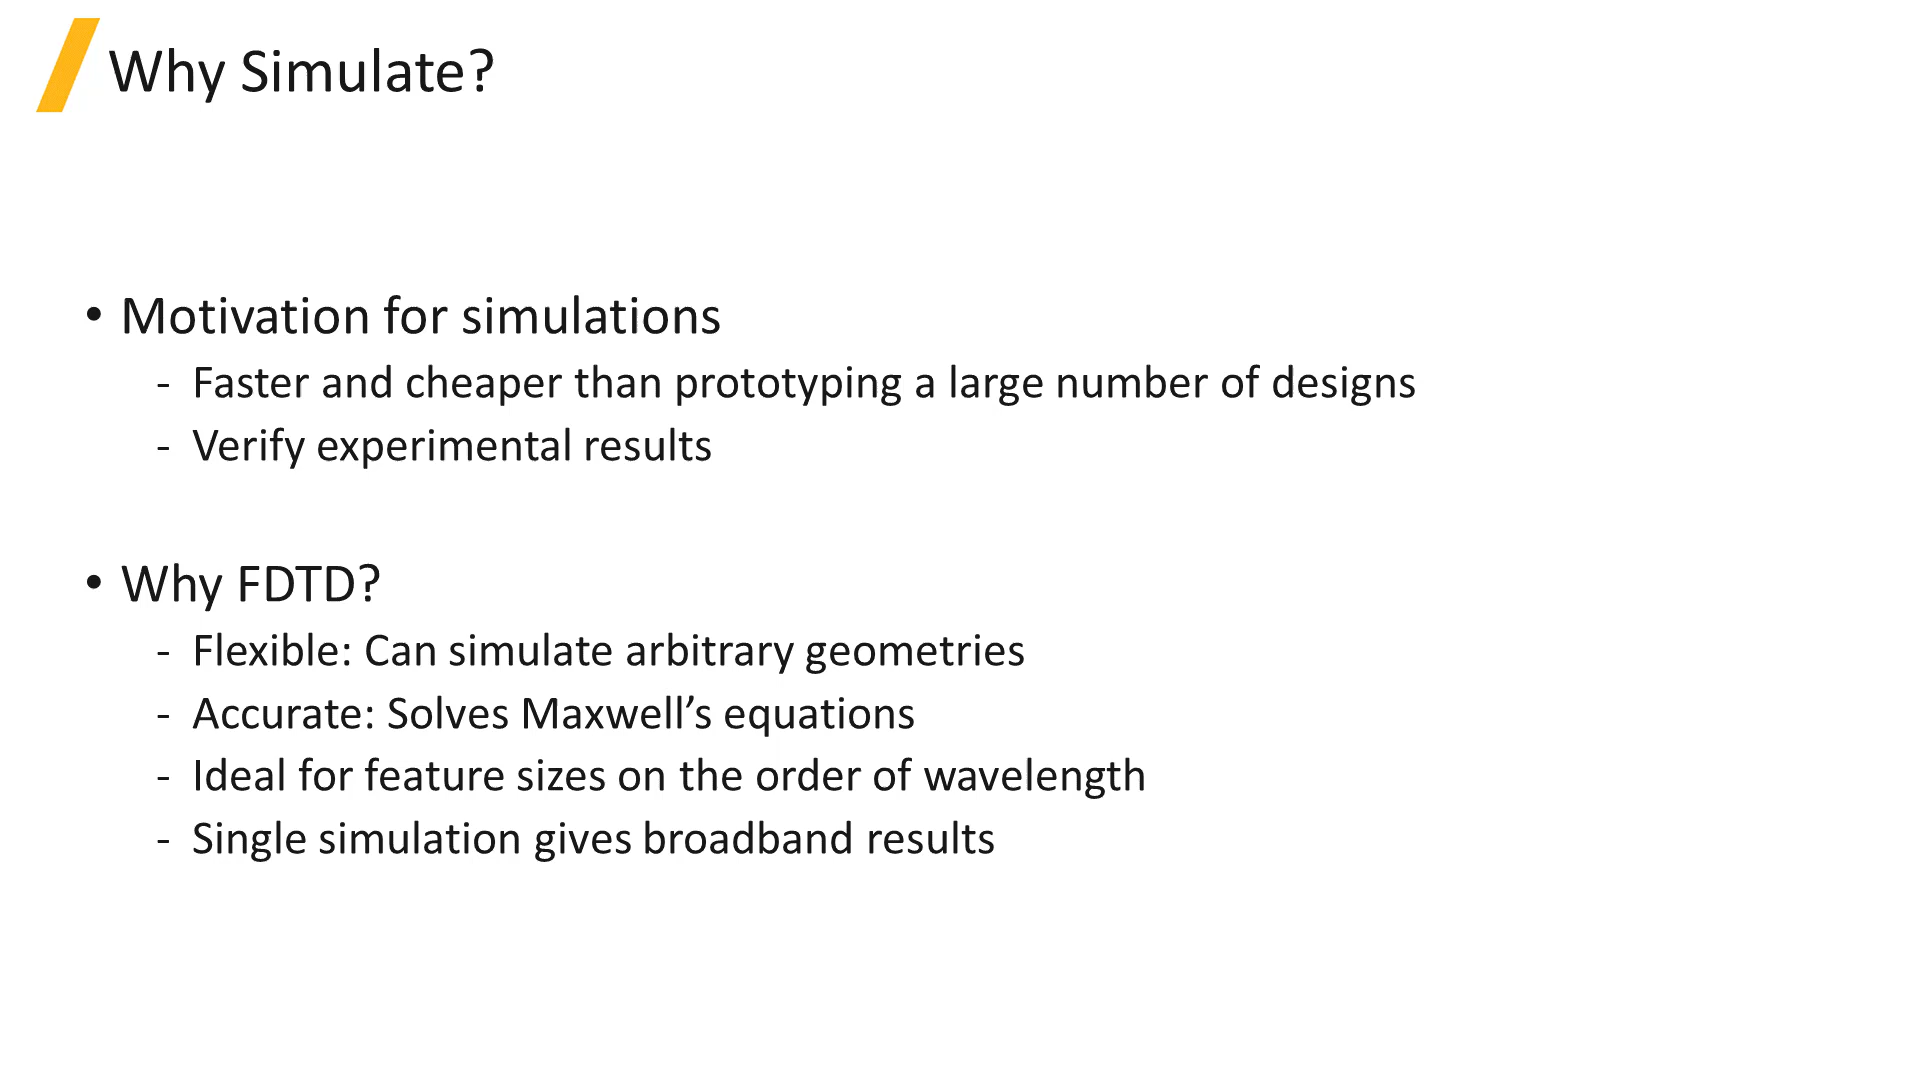 Why Simulate?
• Motivation for simulations
- Faster and cheaper than prototyping a large number of designs
- Verify experimental results
• Why FDTD?
- Flexible: Can simulate arbitrary geometries
- Accurate: Solves Maxwell’s equations
- Ideal for feature sizes on the order of wavelength
- Single simulation gives broadband results